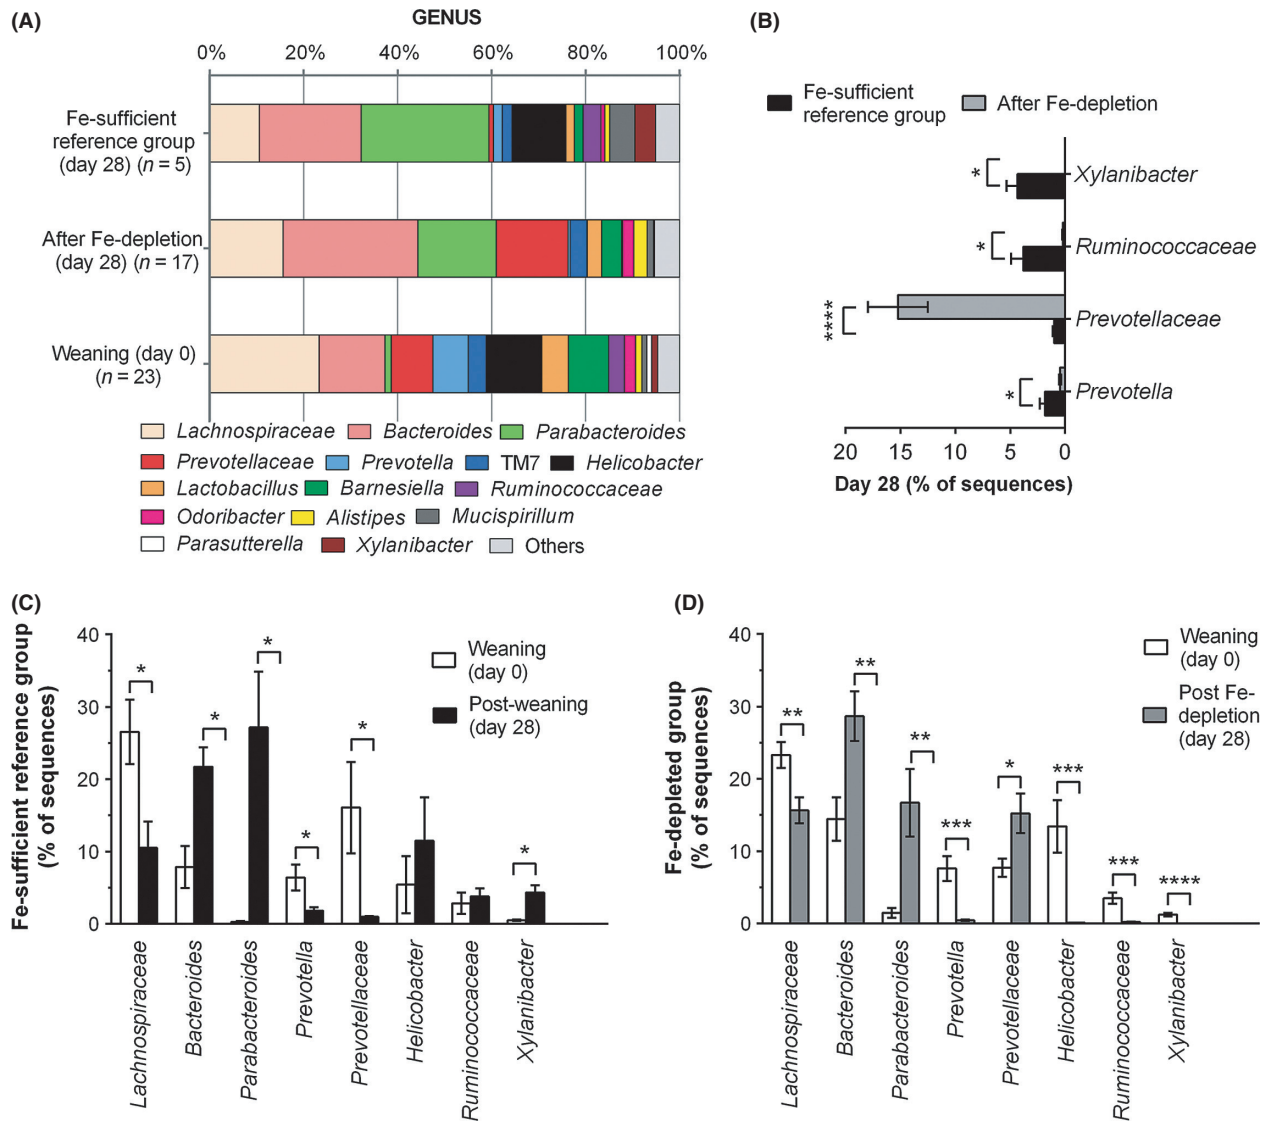 (A)
GENUS
0% 20% 40% 60% 80% 100%
Fe-sufficient
reference group
(day 28) (n = 5)
After Fe-depletion
(day 28) (n = 17)
Weaning (day 0)
(n = 23)
Lachnospiraceae Bacteroides Parabacteroides
Prevotellaceae Prevotella TM7 Helicobacter
Lactobacillus Barnesiella Ruminococcaceae
Odoribacter Alistipes Mucispirillum
Parasutterella Xylanibacter Others
(B)
Fe-sufficient
reference group
After Fe-depletion
* Xylanibacter
* Ruminococcaceae
**** Prevotellaceae
* Prevotella
20 15 10 5 0
Day 28 (% of sequences)
(C)
Fe-sufficient reference group
(% of sequences)
40
30
20
10
0
Weaning
(day 0)
Post-weaning
(day 28)
* * * * * *
Lachnospiraceae
Bacteroides
Parabacteroides
Prevotella
Prevotellaceae
Helicobacter
Ruminococcaceae
Xylanibacter
(D)
Fe-depleted group
(% of sequences)
40
30
20
10
0
Weaning
(day 0)
Post Fe-
depletion
(day 28)
** ** ** *** * *** *** ****
Lachnospiraceae
Bacteroides
Parabacteroides
Prevotella
Prevotellaceae
Helicobacter
Ruminococcaceae
Xylanibacter